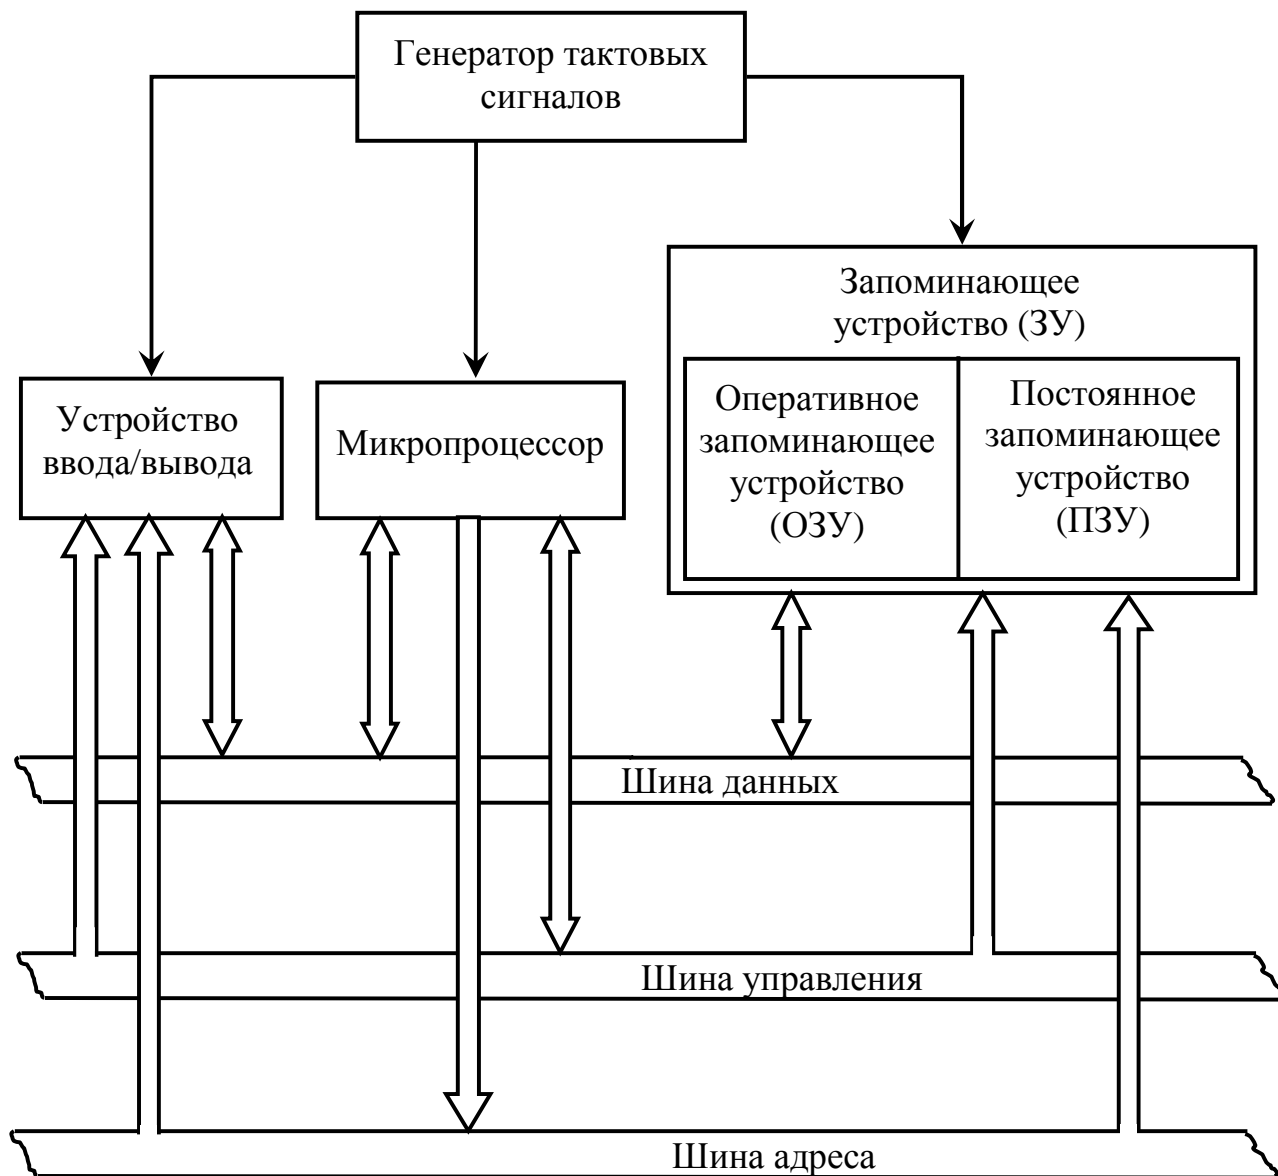 Генератор тактовых
сигналов
Запоминающее
устройство (ЗУ)
Устройство
ввода/вывода
Микропроцессор
Оперативное
запоминающее
устройство
(ОЗУ)
Постоянное
запоминающее
устройство
(ПЗУ)
Шина данных
Шина управления
Шина адреса